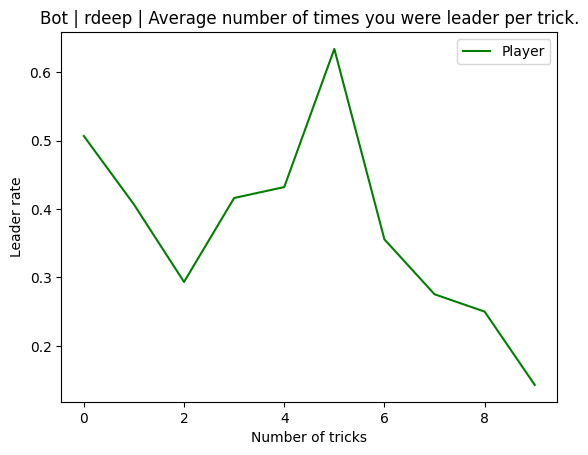 Bot | rdeep | Average number of times you were leader per trick.
Player
0.6
0.5
0.4
0.3
0.2
Leader rate
0 2 4 6 8
Number of tricks